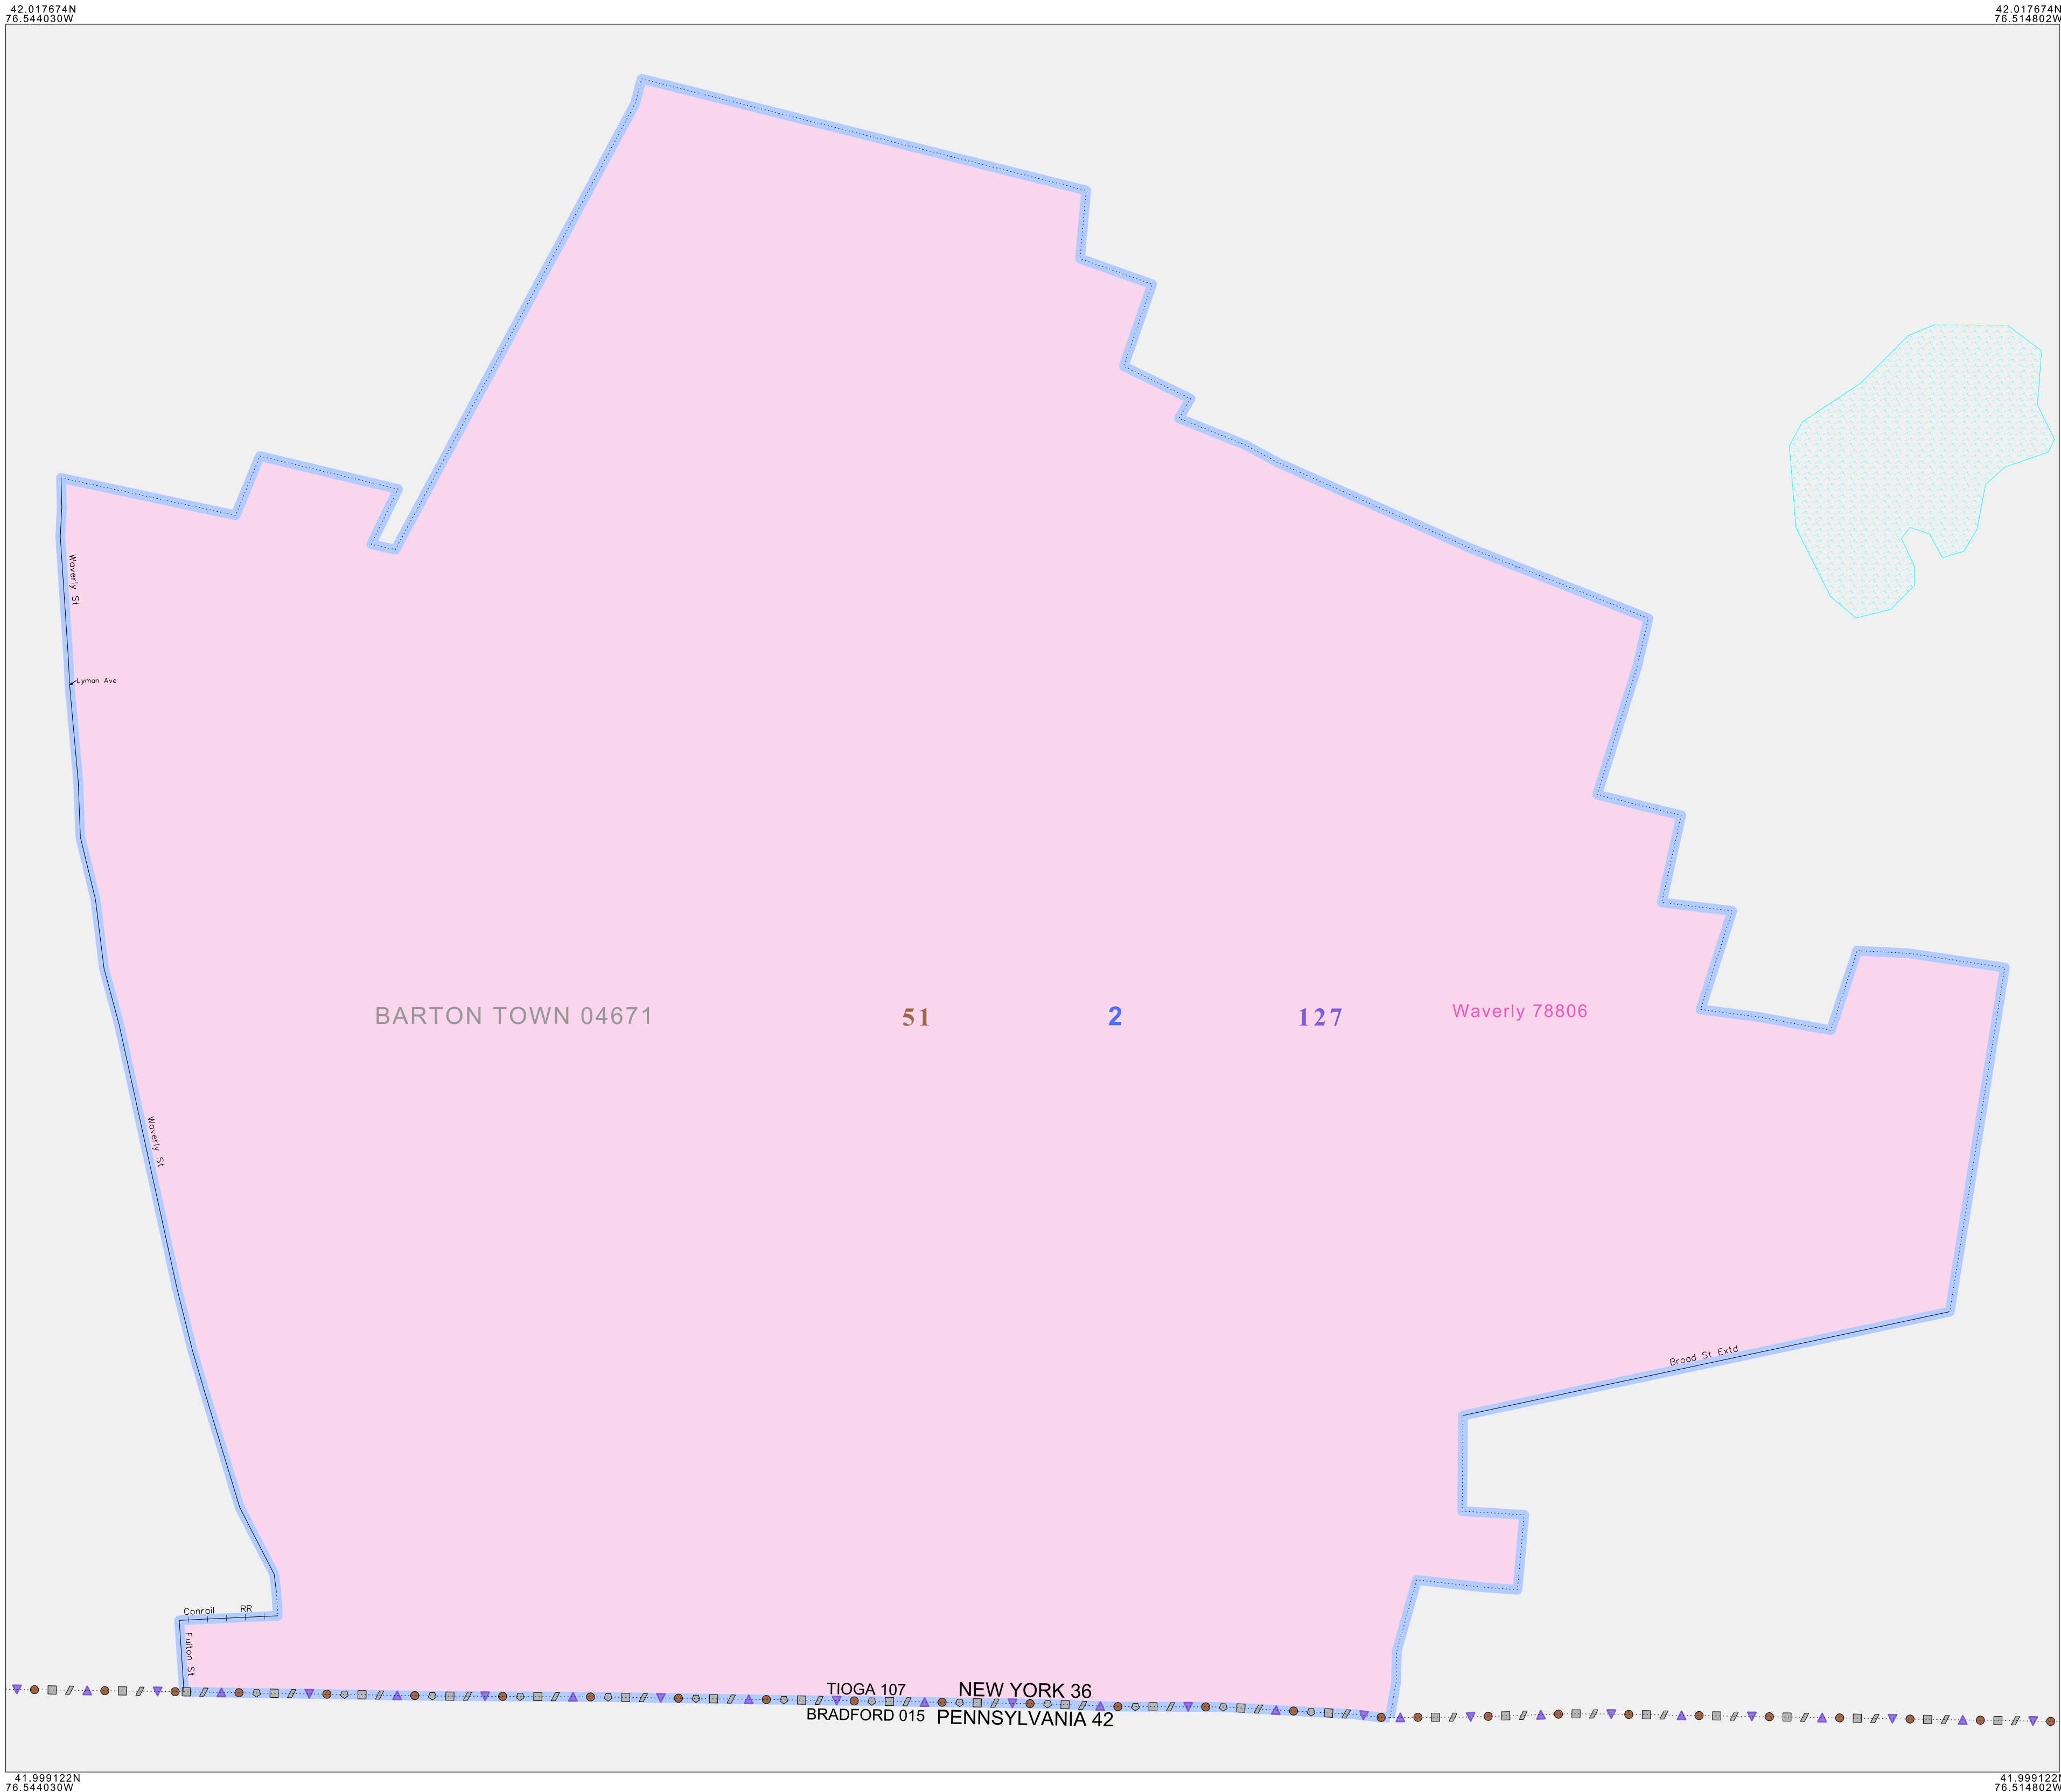 42.017674N
76.544030W
42.017674N
76.514802W
Waverly St
Lyman Ave
BARTON TOWN 04671
51
2
127
Waverly 78806
Waverly St
Broad St Extd
Conrail RR
Fulton St
TIOGA 107
NEW YORK 36
BRADFORD 015
PENNSYLVANIA 42
41.999122N
76.544030W
41.999122N
76.514802W